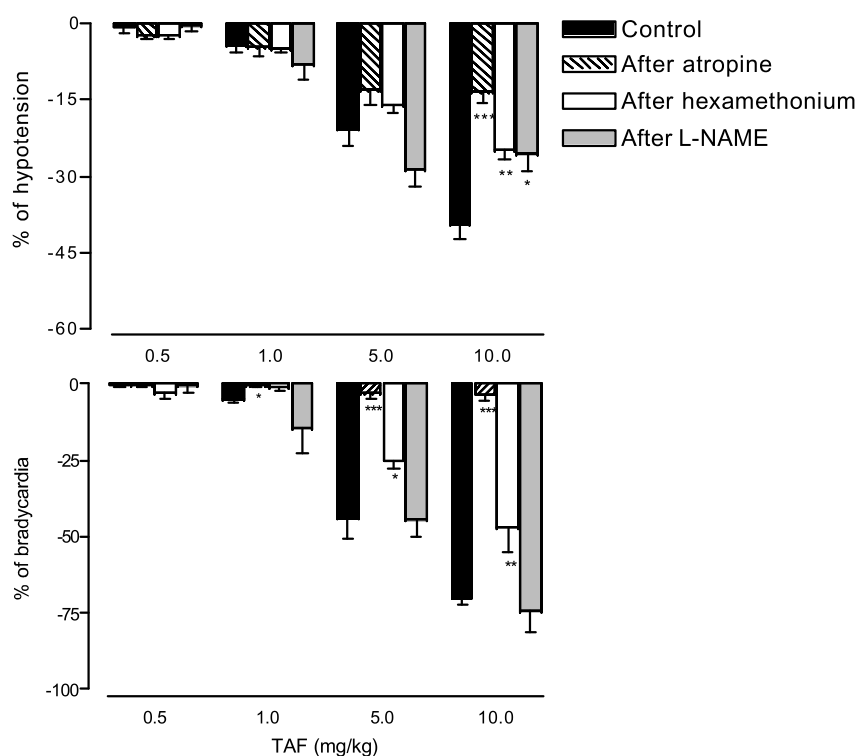 0
-15
-30
-45
-60
% of hypotension
Control
After atropine
After hexamethonium
After L-NAME
***
**
*
0.5 1.0 5.0 10.0
0
-25
-50
-75
-100
% of bradycardia
*
***
*
***
**
0.5 1.0 5.0 10.0
TAF (mg/kg)